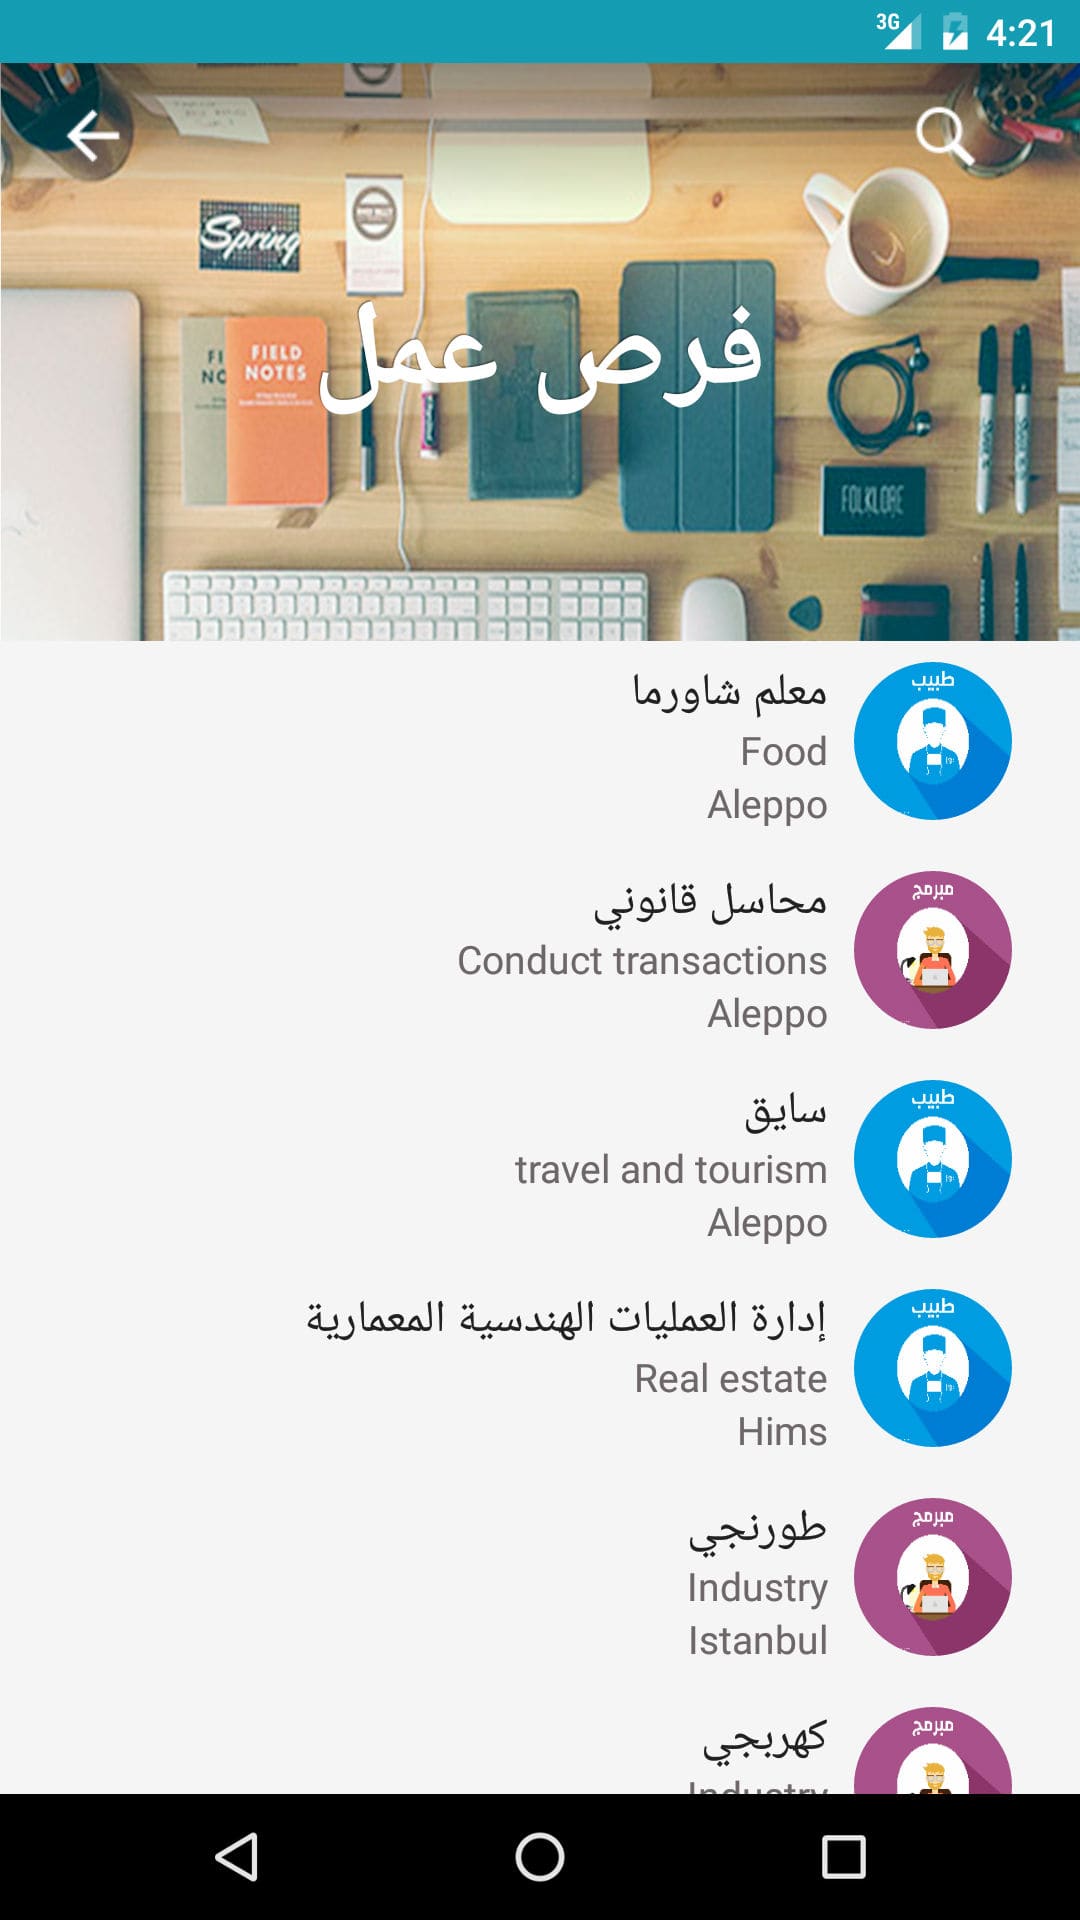 3G 4:21
Spring
FIELD
NOTES
فرص عمل
FOLKLORE
طبيب
معلم شاورما
Food
Aleppo
مبرمج
محاسل قانوني
Conduct transactions
Aleppo
طبيب
سايق
travel and tourism
Aleppo
طبيب
إدارة العمليات الهندسية المعمارية
Real estate
Hims
مبرمج
طورنجي
Industry
Istanbul
مبرمج
كهربجي
Industry